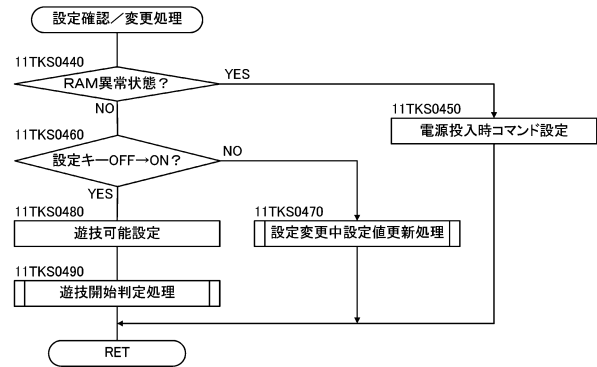 設定確認／変更処理
11TKS0440
RAM異常状態？
YES
NO
11TKS0450
電源投入時コマンド設定
11TKS0460
設定キーOFF→ON？
NO
YES
11TKS0480
遊技可能設定
11TKS0470
設定変更中設定値更新処理
11TKS0490
遊技開始判定処理
RET